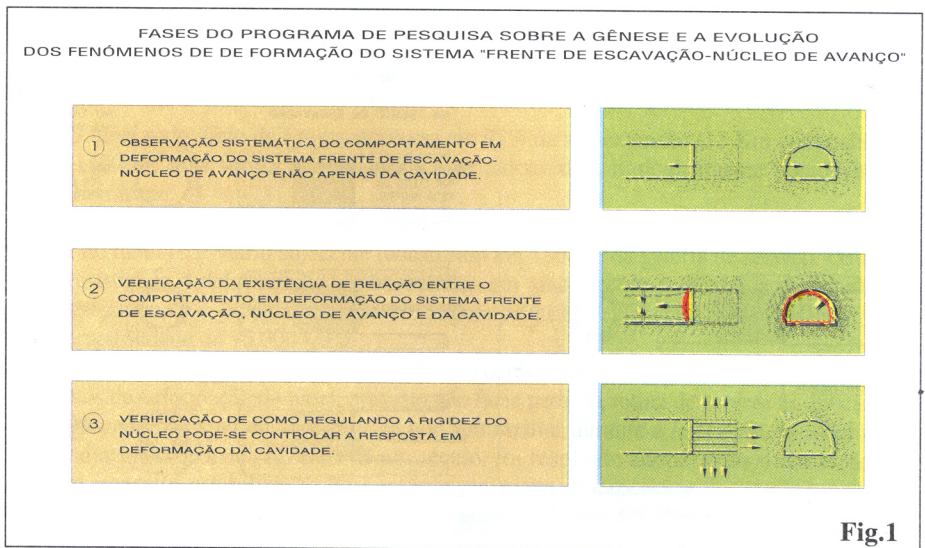 FASES DO PROGRAMA DE PESQUISA SOBRE A GÊNESE E A EVOLUÇÃO
DOS FENÓMENOS DE DE FORMAÇÃO DO SISTEMA "FRENTE DE ESCAVAÇÃO-NÚCLEO DE AVANÇO"
1 OBSERVAÇÃO SISTEMÁTICA DO COMPORTAMENTO EM
DEFORMAÇÃO DO SISTEMA FRENTE DE ESCAVAÇÃO-
NÚCLEO DE AVANÇO ENÃO APENAS DA CAVIDADE.
2 VERIFICAÇÃO DA EXISTÊNCIA DE RELAÇÃO ENTRE O
COMPORTAMENTO EM DEFORMAÇÃO DO SISTEMA FRENTE
DE ESCAVAÇÃO, NÚCLEO DE AVANÇO E DA CAVIDADE.
3 VERIFICAÇÃO DE COMO REGULANDO A RIGIDEZ DO
NÚCLEO PODE-SE CONTROLAR A RESPOSTA EM
DEFORMAÇÃO DA CAVIDADE.
Fig.1